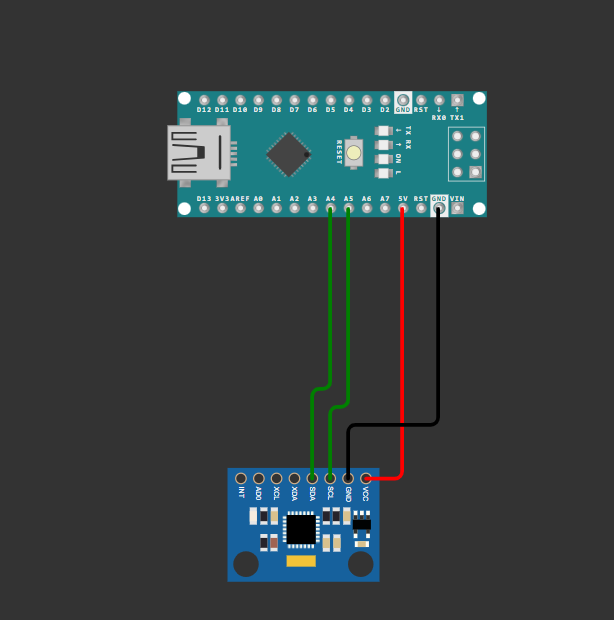 D12 D11 D10 D9 D8 D7 D6 D5 D4 D3 D2 GND RST ↓ ↑
RX0 TX1
RESET
← TX
→ RX
ON
L
D13 3V3 AREF A0 A1 A2 A3 A4 A5 A6 A7 5V RST GND VIN
INT AD0 XCL XDA SDA SCL GND VCC